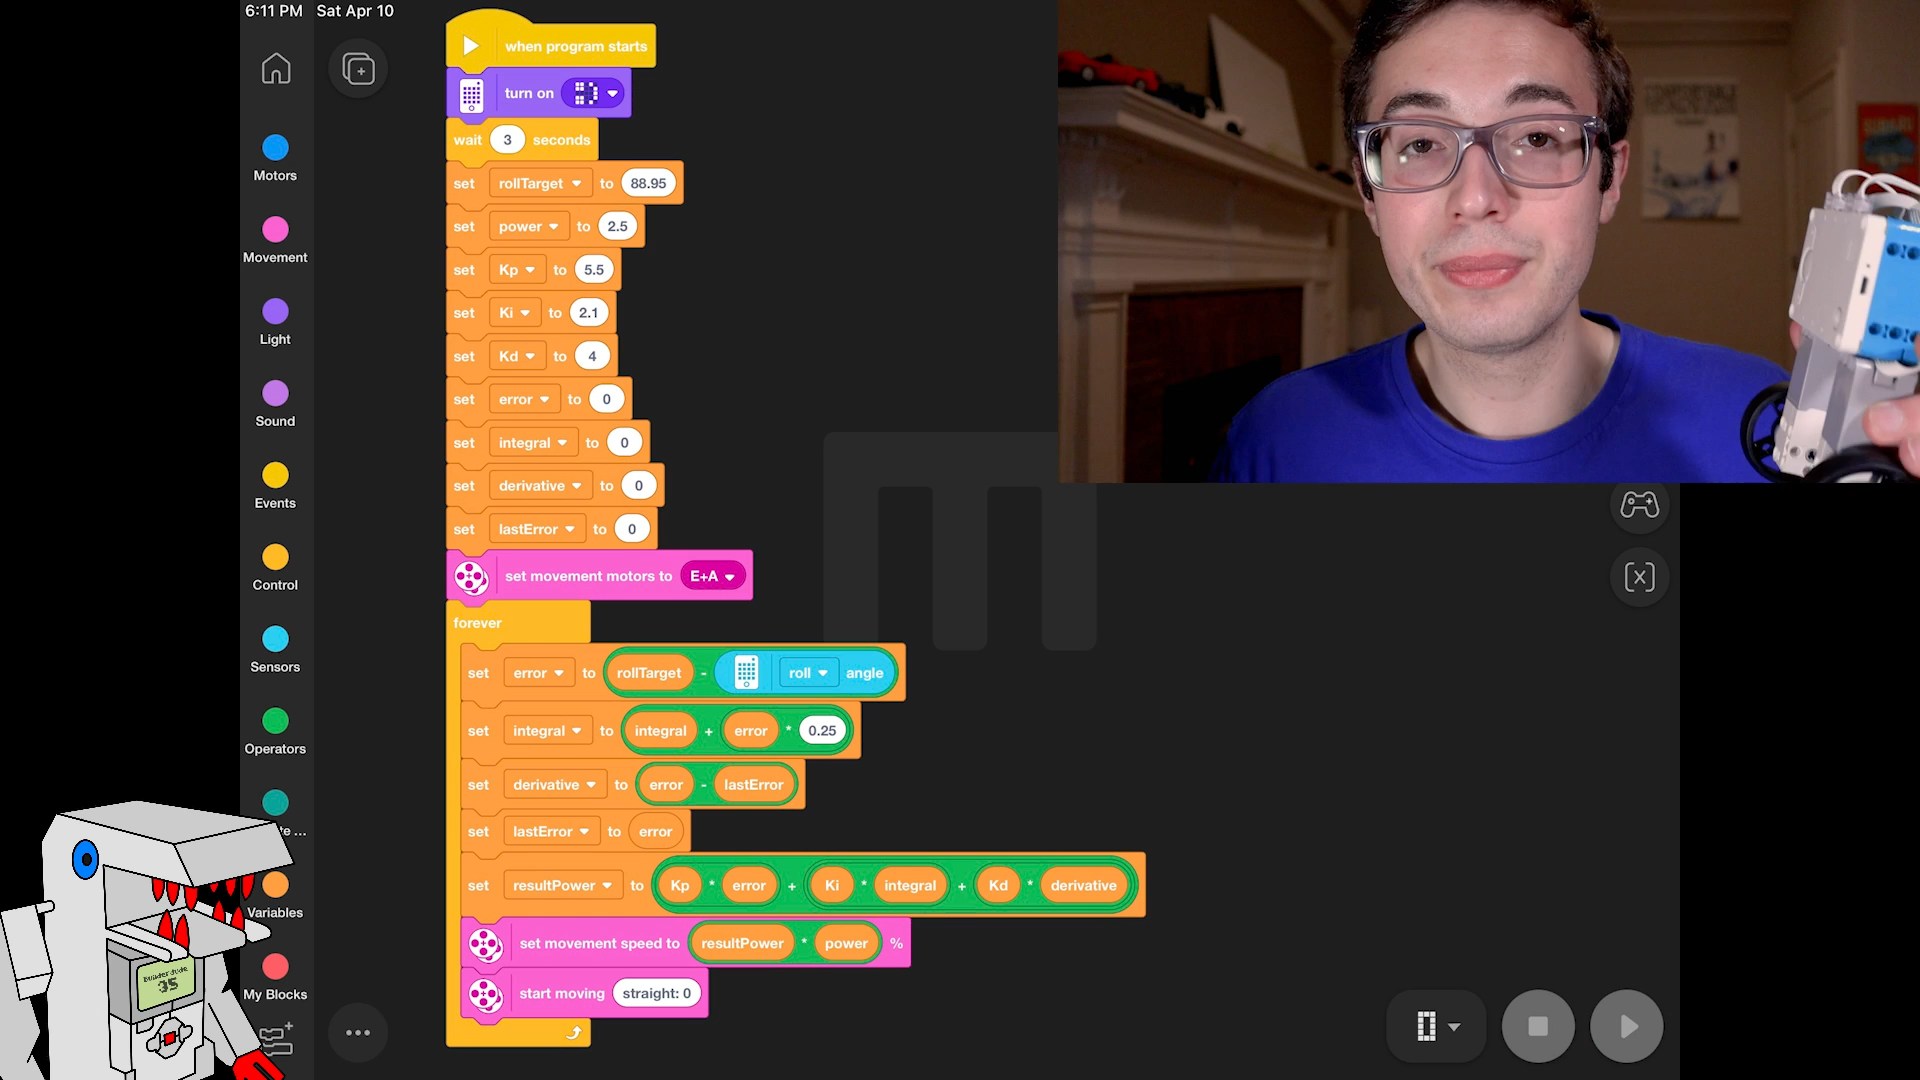 6:11 PM Sat Apr 10
Motors
Movement
Light
Sound
Events
Control
Sensors
Operators
Variables
My Blocks
when program starts
turn on
wait 3 seconds
set rollTarget to 88.95
set power to 2.5
set Kp to 5.5
set Ki to 2.1
set Kd to 4
set error to 0
set integral to 0
set derivative to 0
set lastError to 0
set movement motors to E+A
forever
set error to rollTarget - roll angle
set integral to integral + error * 0.25
set derivative to error - lastError
set lastError to error
set resultPower to Kp * error + Ki * integral + Kd * derivative
set movement speed to resultPower * power %
start moving straight: 0
Builderdude
35